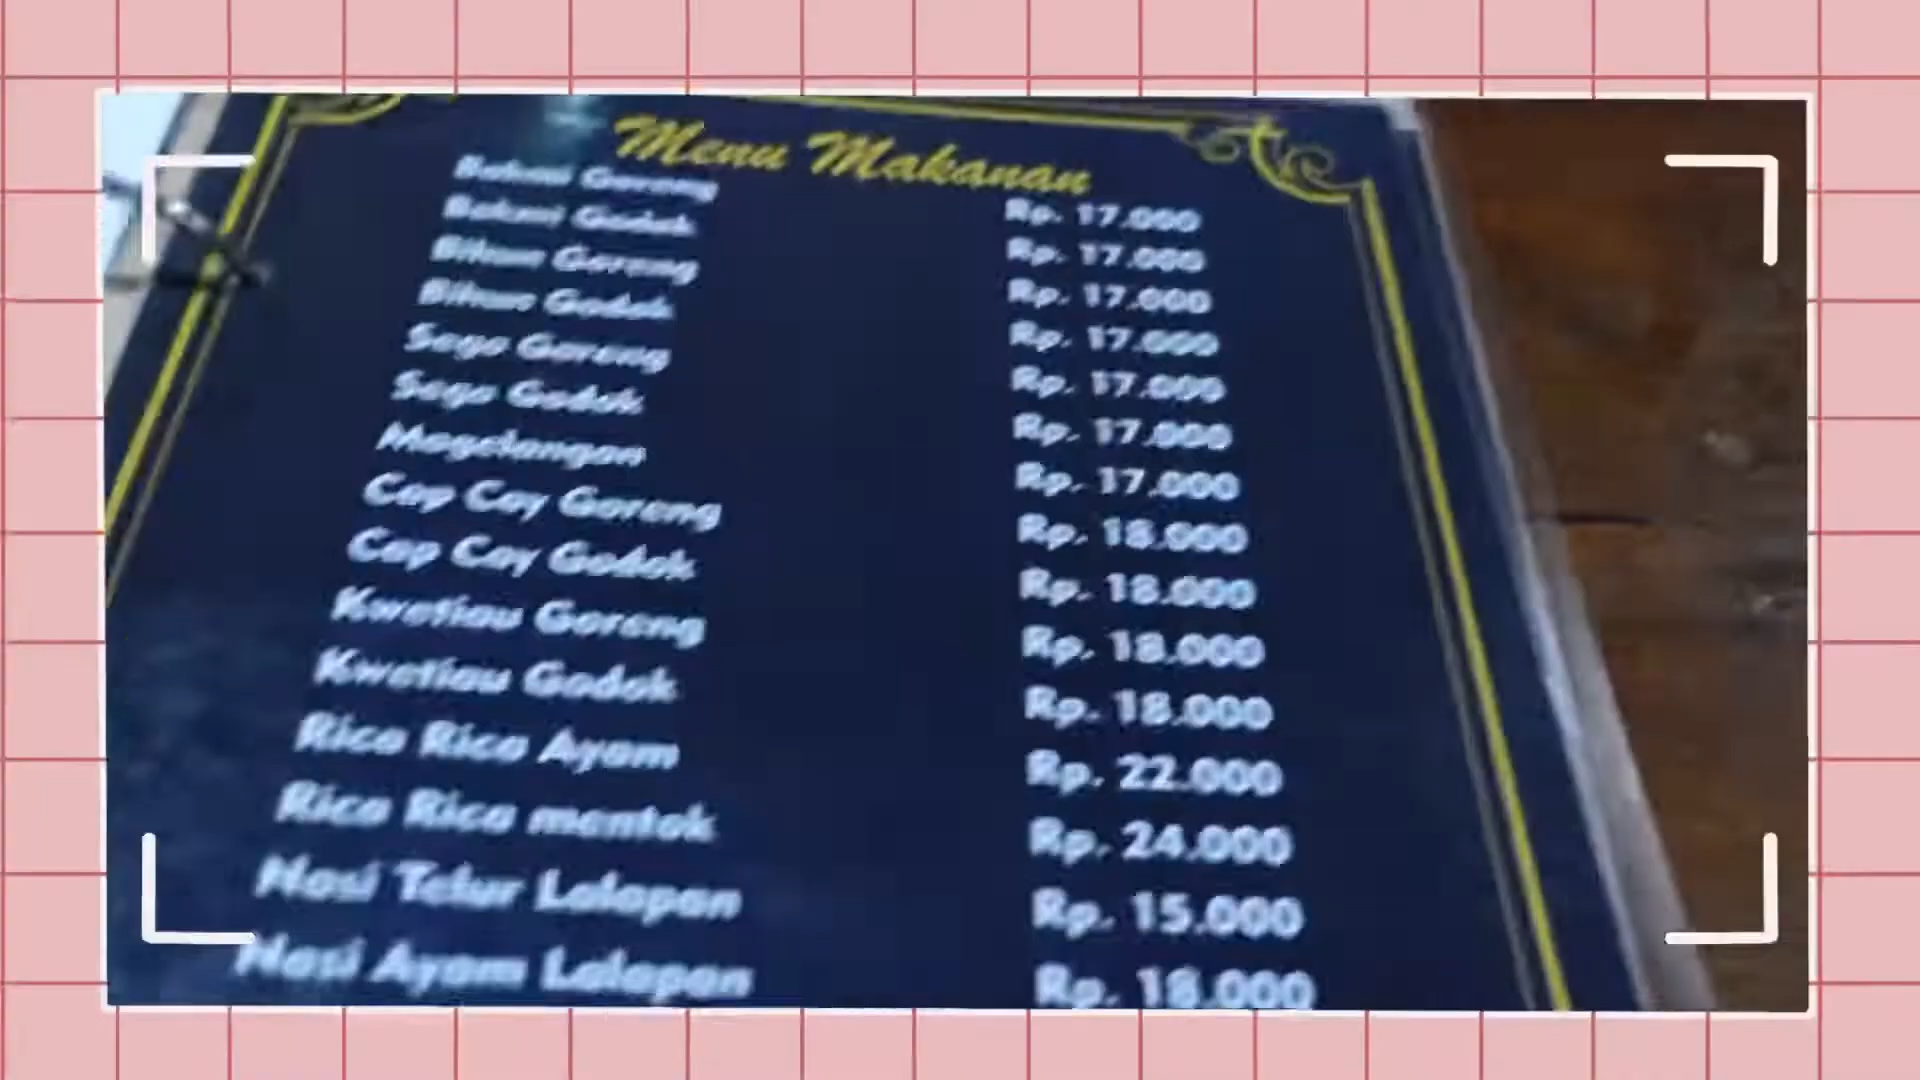 Menu Makanan
Bakmi Goreng Rp. 17.000
Bakmi Godok Rp. 17.000
Bihun Goreng Rp. 17.000
Bihun Godok Rp. 17.000
Sago Goreng Rp. 17.000
Sago Godok Rp. 17.000
Magelangan Rp. 17.000
Cap Cay Goreng Rp. 18.000
Cap Cay Godok Rp. 18.000
Kwetiau Goreng Rp. 18.000
Kwetiau Godok Rp. 18.000
Rica Rica Ayam Rp. 22.000
Rica Rica mentok Rp. 24.000
Nasi Telur Lalapan Rp. 15.000
Nasi Ayam Lalapan Rp. 18.000